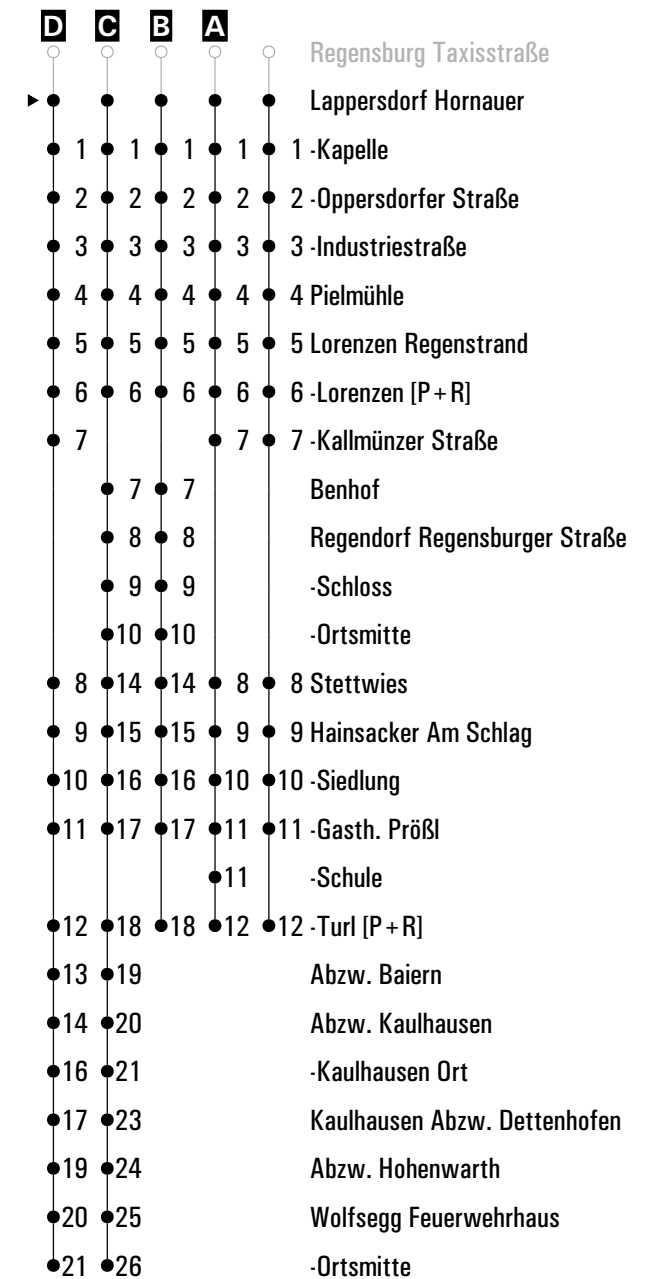 D C B A
Regensburg Taxisstraße
Lappersdorf Hornauer
1 1 1 1 1 -Kapelle
2 2 2 2 2 -Oppersdorfer Straße
3 3 3 3 3 -Industriestraße
4 4 4 4 4 Pielmühle
5 5 5 5 5 Lorenzen Regenstrand
6 6 6 6 6 -Lorenzen [P+R]
7 7 7 -Kallmünzer Straße
7 7 Benhof
8 8 Regendorf Regensburger Straße
9 9 -Schloss
10 10 -Ortsmitte
8 14 14 8 8 Stettwies
9 15 15 9 9 Hainsacker Am Schlag
10 16 16 10 10 -Siedlung
11 17 17 11 11 -Gasth. Prößl
11 -Schule
12 18 18 12 12 -Turl [P+R]
13 19 Abzw. Baiern
14 20 Abzw. Kaulhausen
16 21 -Kaulhausen Ort
17 23 Kaulhausen Abzw. Dettenhofen
19 24 Abzw. Hohenwarth
20 25 Wolfsegg Feuerwehrhaus
21 26 -Ortsmitte